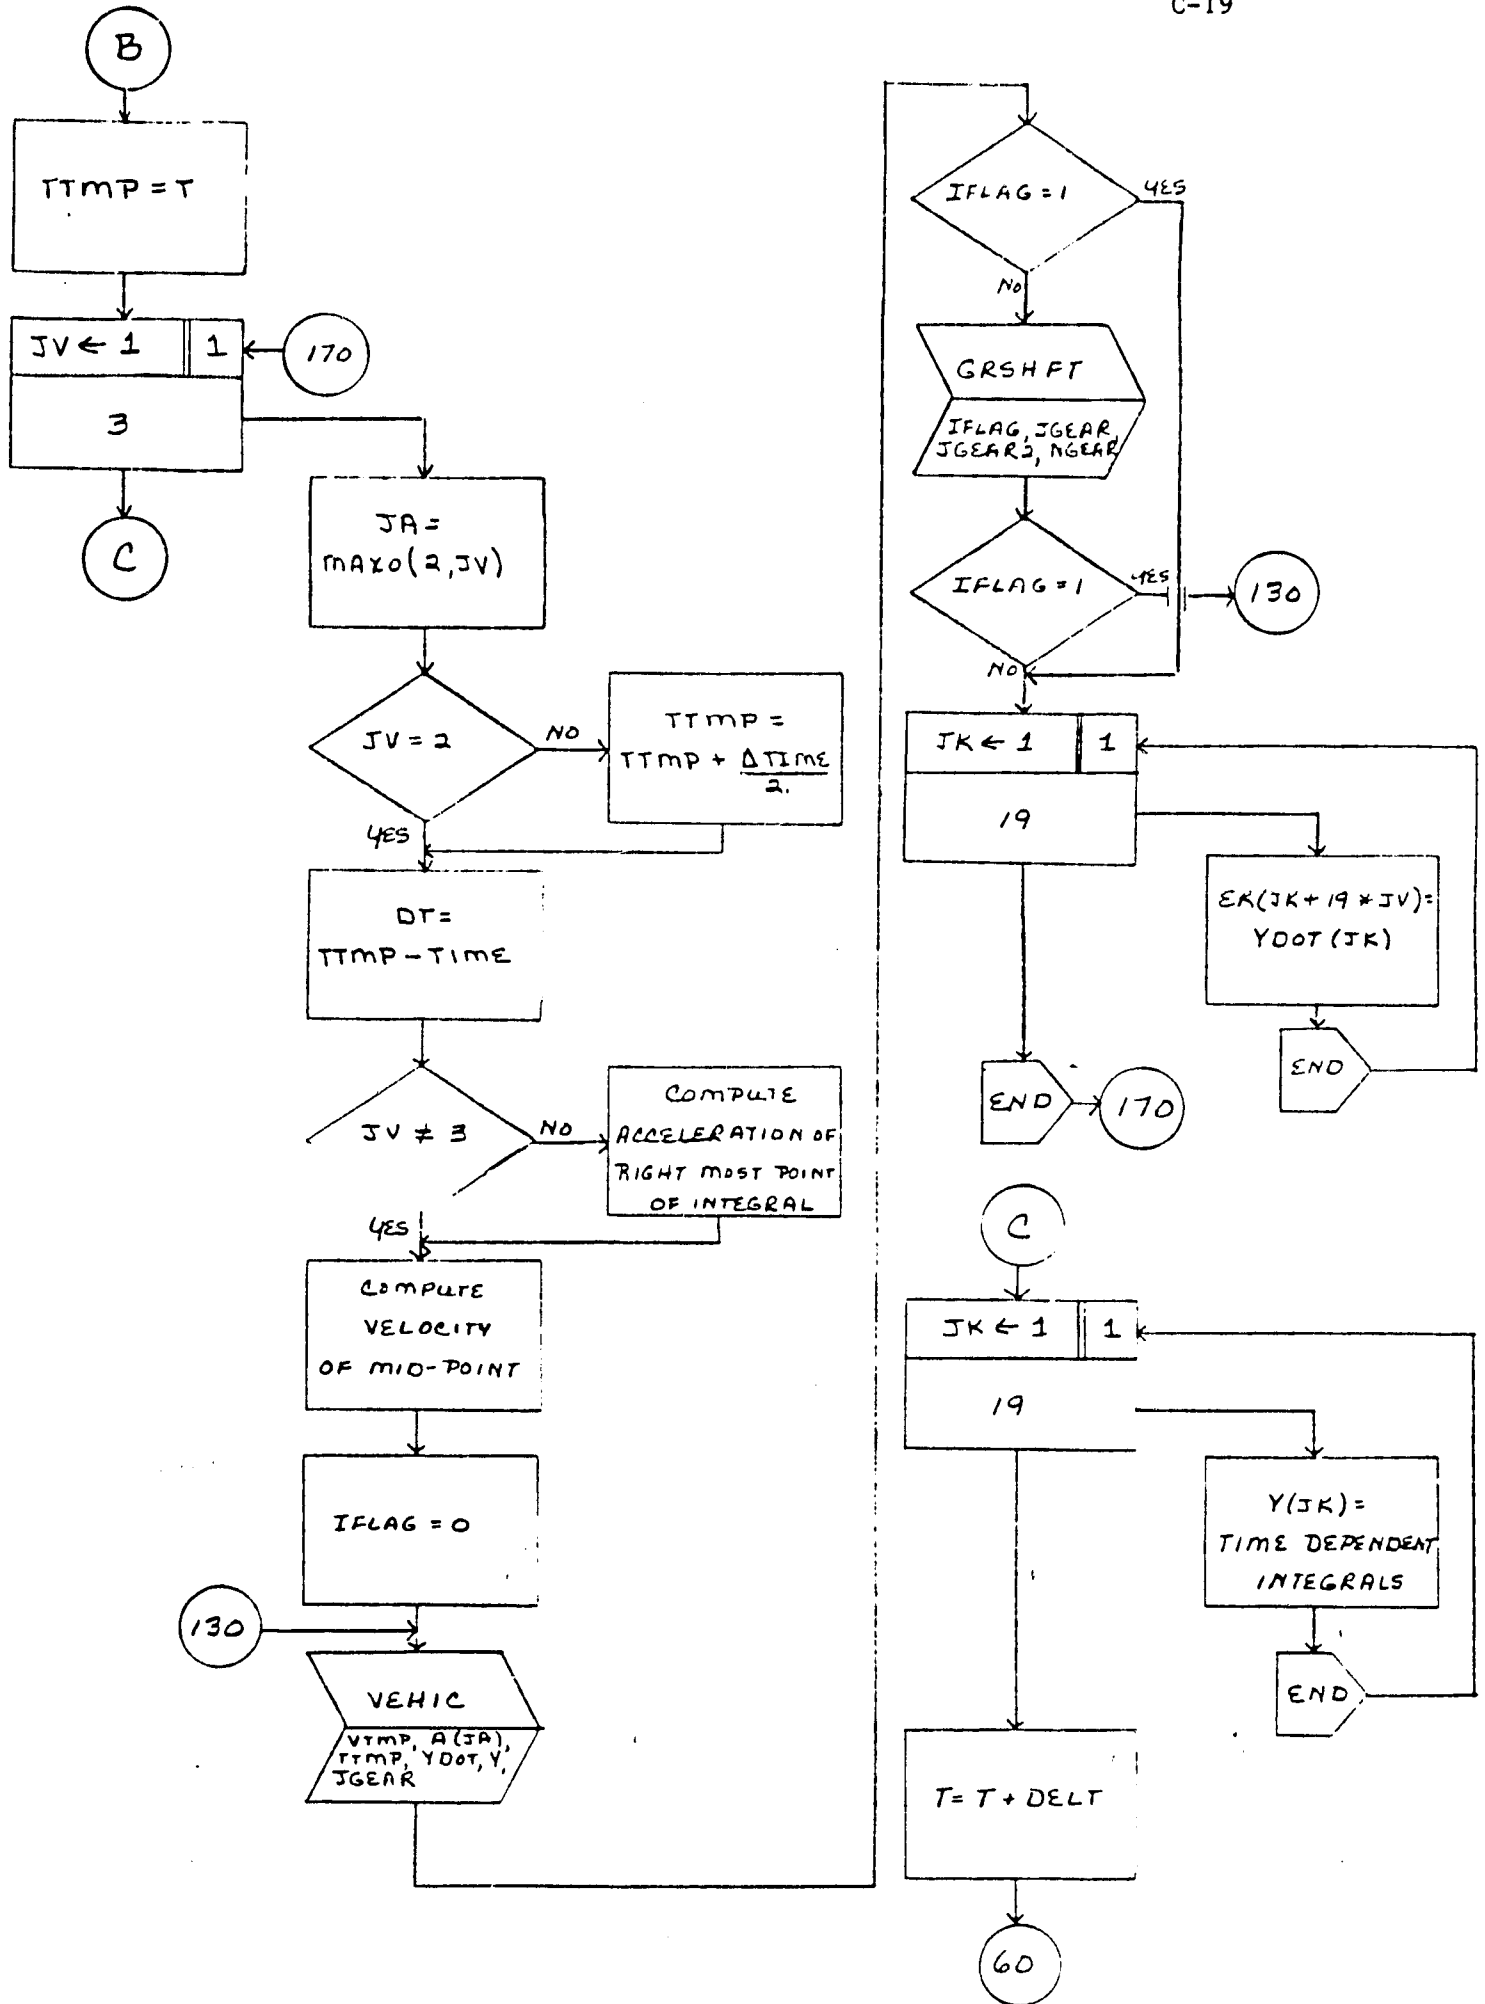 C-19
B
TTMP = T
JV ← 1 1
170
3
C
JA =
MAXO(2,JV)
JV = 2
NO
TTMP =
TTMP + ΔTIME
2.
YES
DT =
TTMP - TIME
JV ≠ 3
NO
COMPUTE
ACCELERATION OF
RIGHT MOST POINT
OF INTEGRAL
YES
COMPUTE
VELOCITY
OF MID-POINT
IFLAG = 0
130
VEHIC
VTMP, A(JA),
TTMP, YDOT, Y,
JGEAR
IFLAG = 1
YES
NO
GRSHFT
IFLAG, JGEAR,
JGEAR2, NGEAR
IFLAG = 1
YES
130
NO
JK ← 1 1
19
EK(JK + 19 * JV) =
YDOT (JK)
END
END
170
C
JK ← 1 1
19
Y(JK) =
TIME DEPENDENT
INTEGRALS
END
T = T + DELT
60